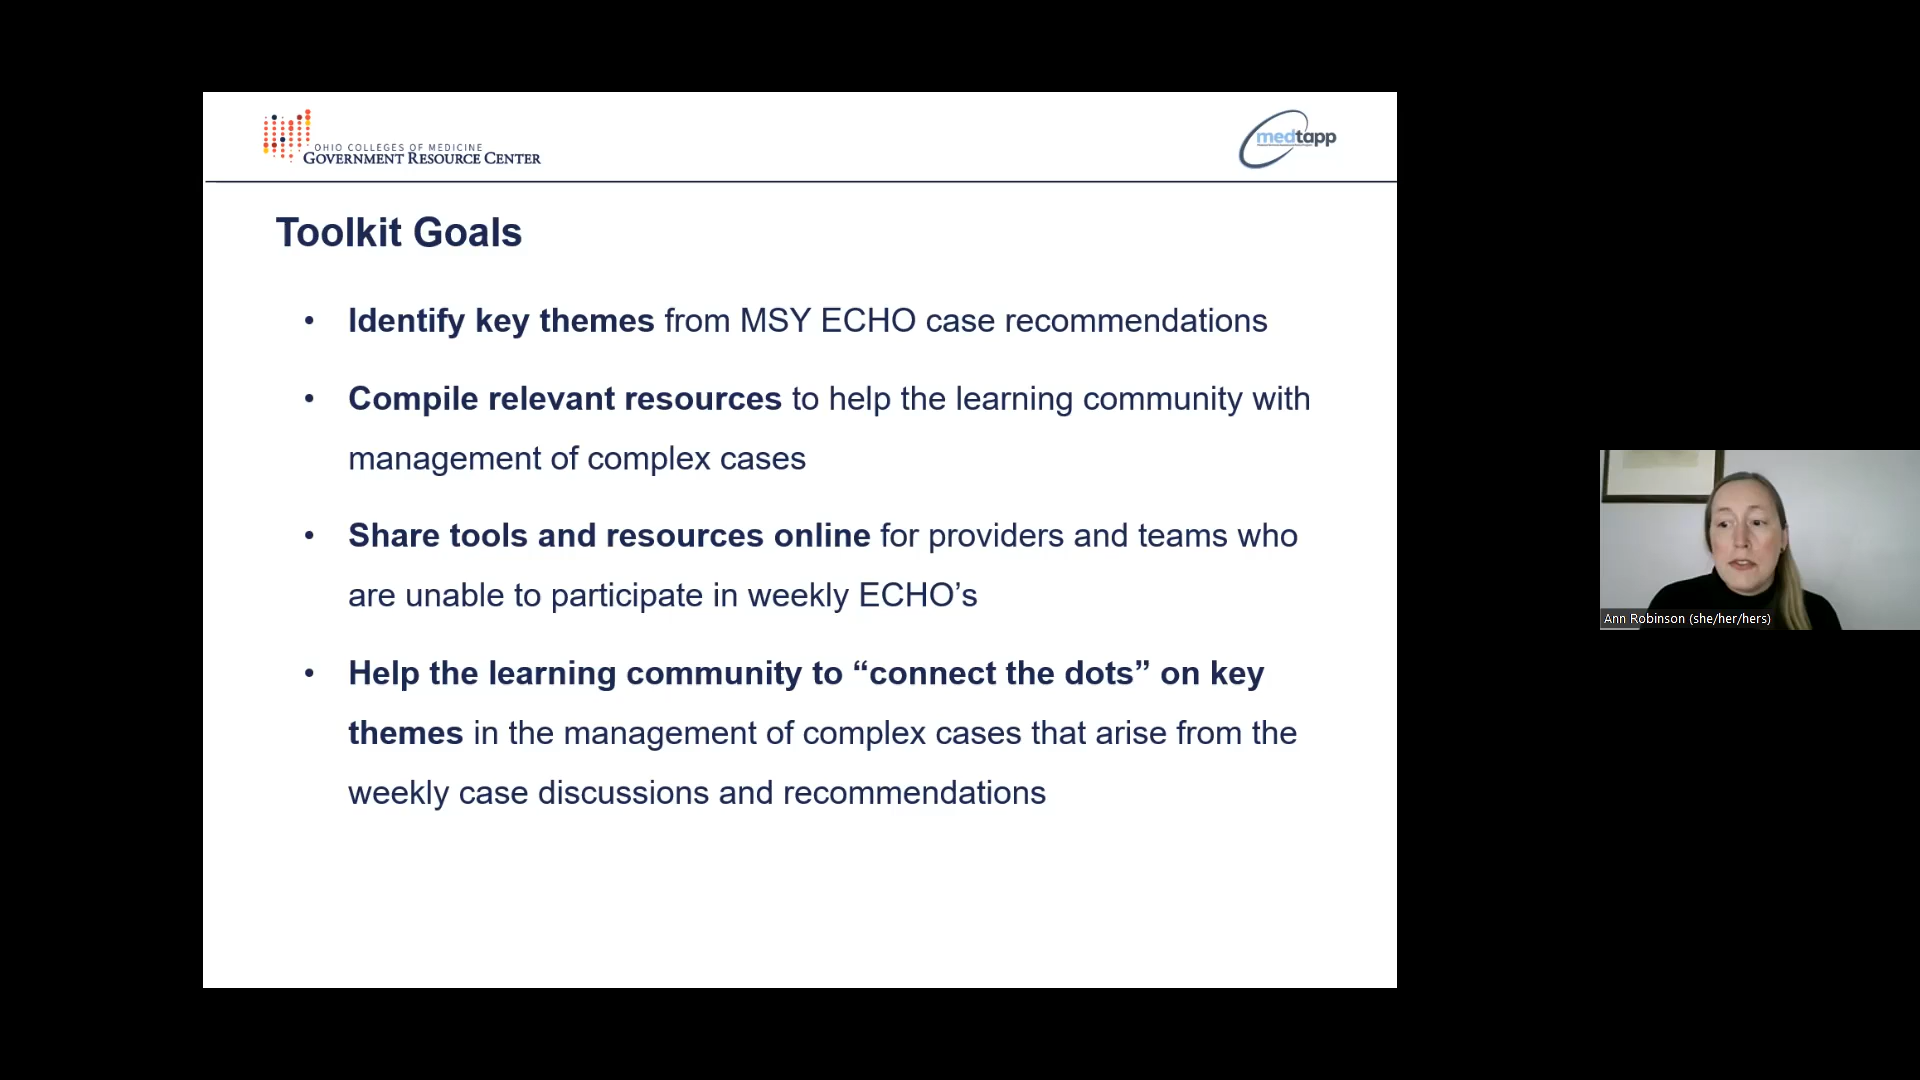 OHIO COLLEGES OF MEDICINE
GOVERNMENT RESOURCE CENTER
medtapp
Toolkit Goals
• Identify key themes from MSY ECHO case recommendations
• Compile relevant resources to help the learning community with
management of complex cases
• Share tools and resources online for providers and teams who
are unable to participate in weekly ECHO’s
• Help the learning community to “connect the dots” on key
themes in the management of complex cases that arise from the
weekly case discussions and recommendations
Ann Robinson (she/her/hers)